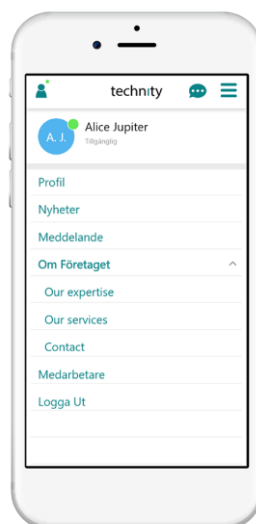 technity
A. J.
Alice Jupiter
Tillgänglig
Profil
Nyheter
Meddelande
Om Företaget
Our expertise
Our services
Contact
Medarbetare
Logga Ut